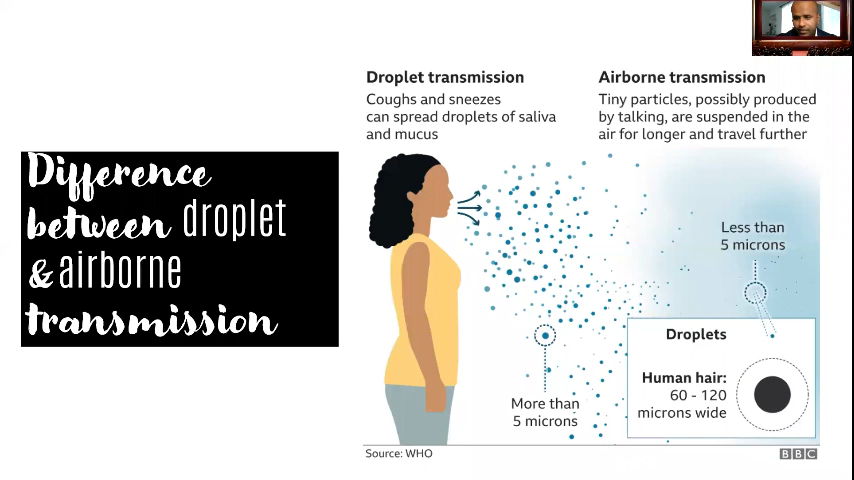 Difference
between droplet
& airborne
transmission
Droplet transmission
Coughs and sneezes
can spread droplets of saliva
and mucus
Airborne transmission
Tiny particles, possibly produced
by talking, are suspended in the
air for longer and travel further
Less than
5 microns
More than
5 microns
Droplets
Human hair:
60 - 120
microns wide
Source: WHO
BBC